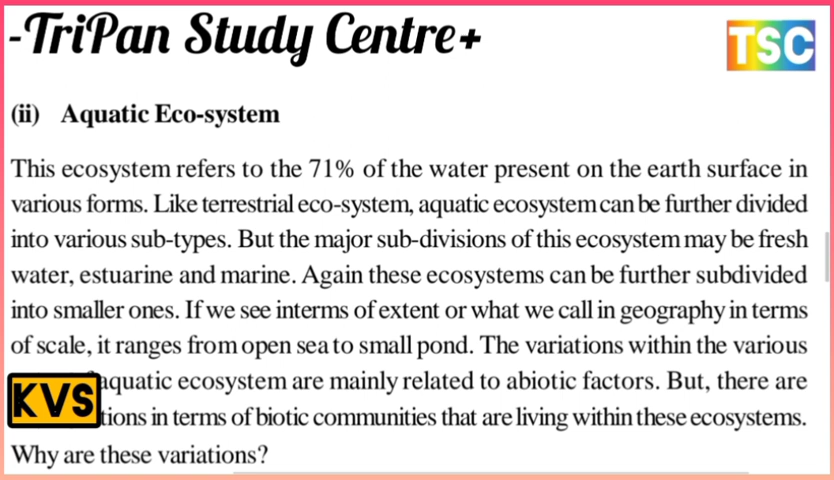 -TriPan Study Centre+
TSC
(ii) Aquatic Eco-system
This ecosystem refers to the 71% of the water present on the earth surface in
various forms. Like terrestrial eco-system, aquatic ecosystem can be further divided
into various sub-types. But the major sub-divisions of this ecosystem may be fresh
water, estuarine and marine. Again these ecosystems can be further subdivided
into smaller ones. If we see interms of extent or what we call in geography in terms
of scale, it ranges from open sea to small pond. The variations within the various
aquatic ecosystem are mainly related to abiotic factors. But, there are
KVS
tions in terms of biotic communities that are living within these ecosystems.
Why are these variations?